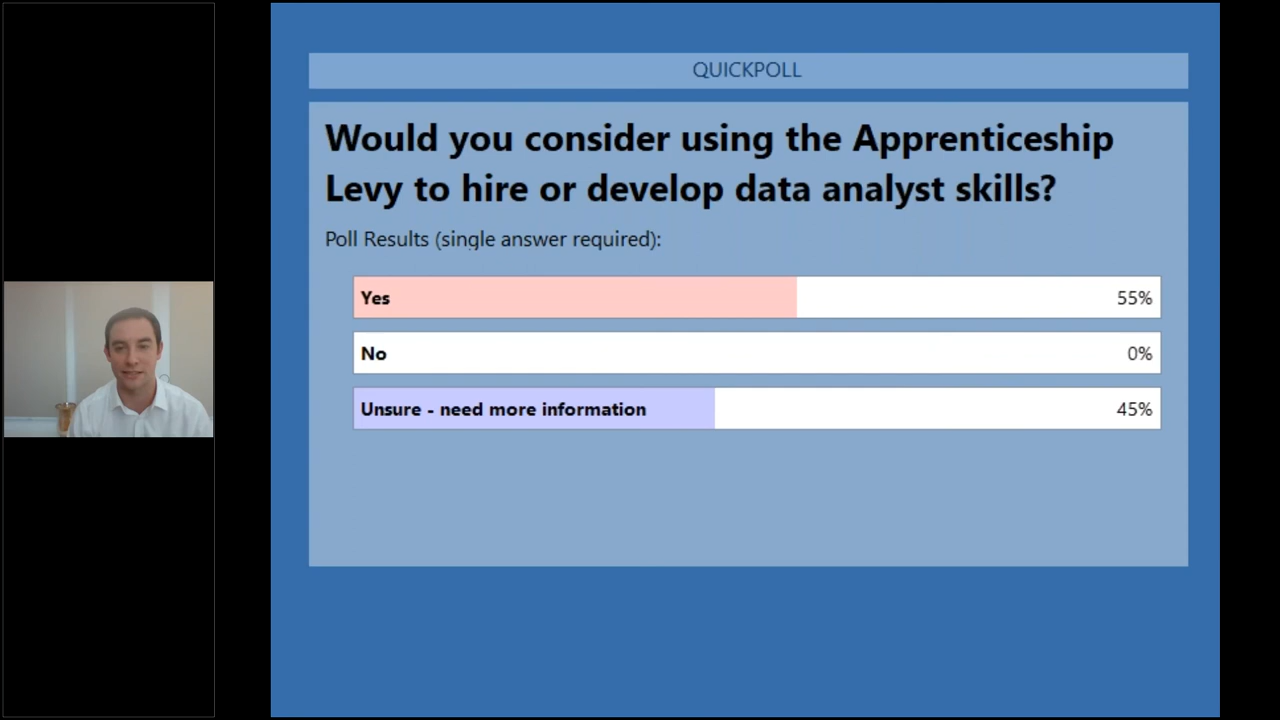 QUICKPOLL
Would you consider using the Apprenticeship
Levy to hire or develop data analyst skills?
Poll Results (single answer required):
Yes 55%
No 0%
Unsure - need more information 45%